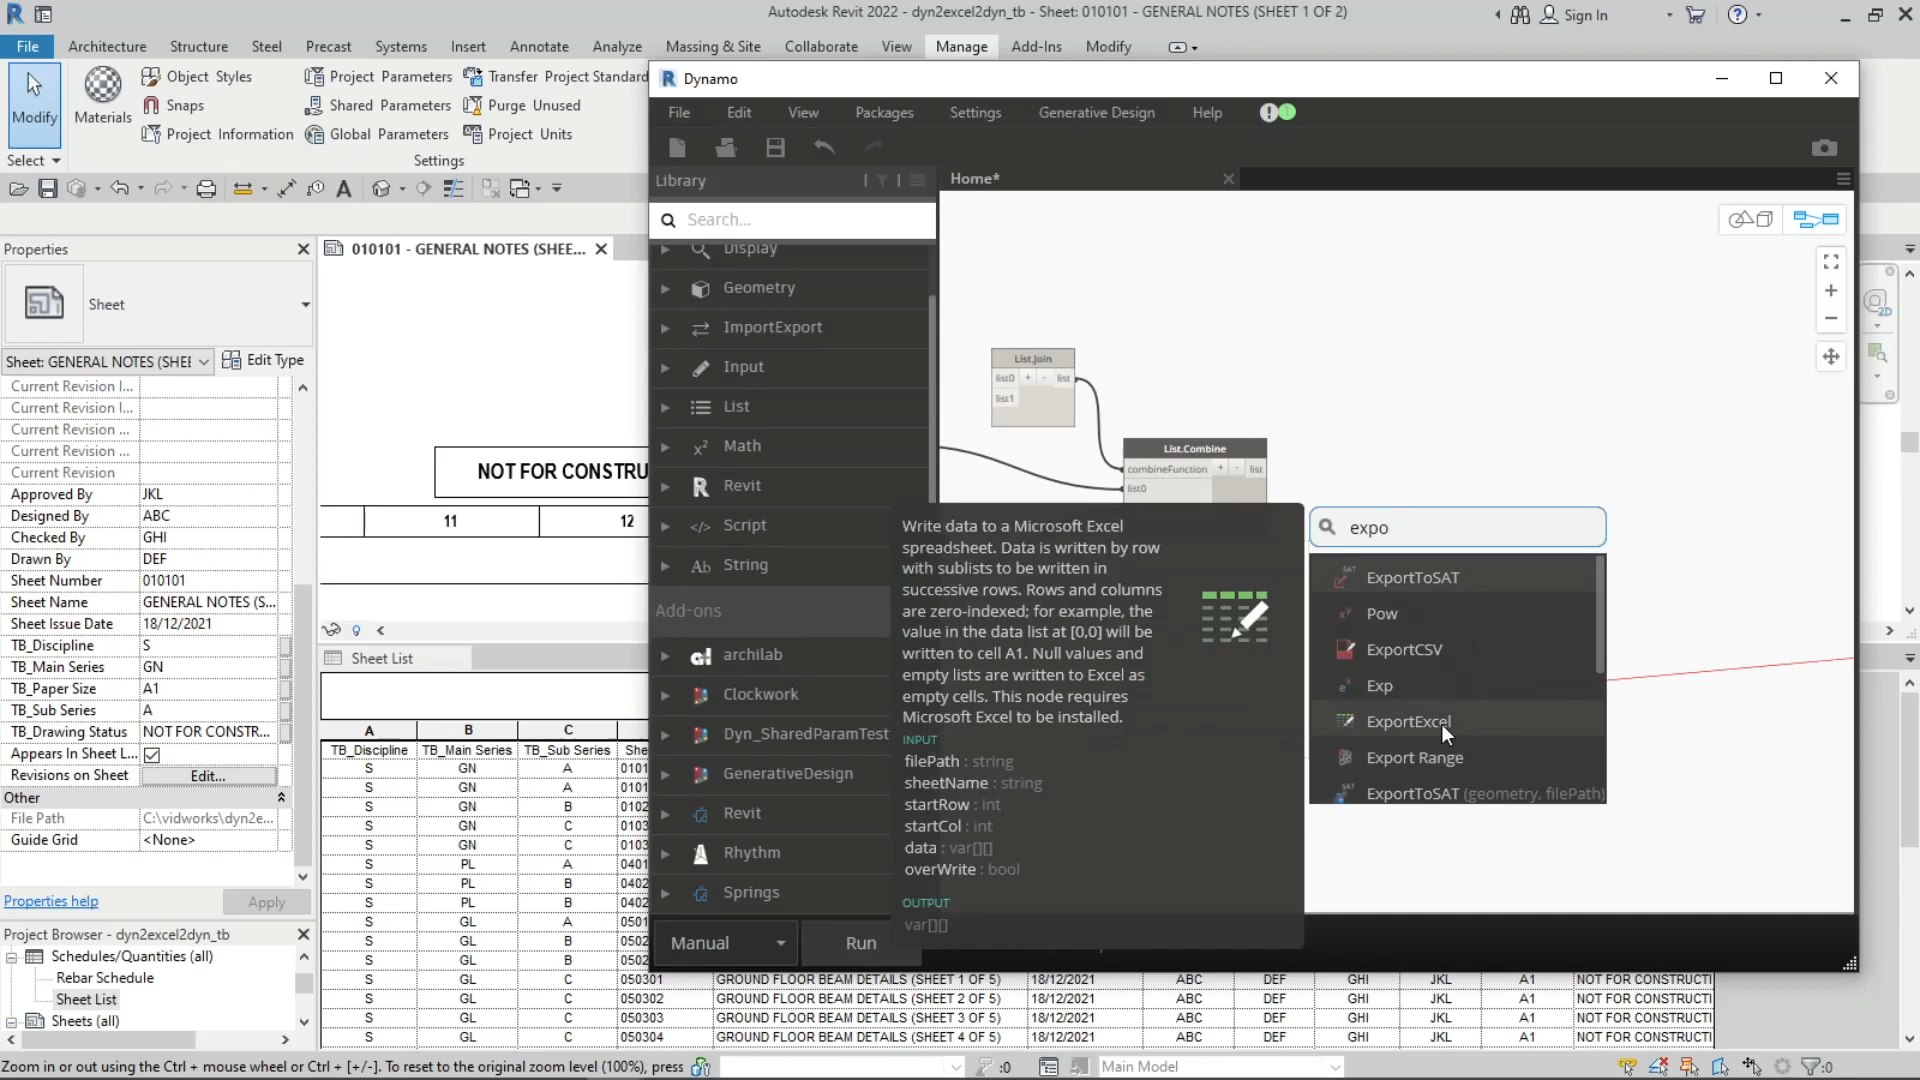 Autodesk Revit 2022 - dyn2excel2dyn_tb - Sheet: 010101 - GENERAL NOTES (SHEET 1 OF 2)
Sign In
File Architecture Structure Steel Precast Systems Insert Annotate Analyze Massing & Site Collaborate View Manage Add-Ins Modify
Modify
Select
Materials
Object Styles
Snaps
Project Information
Project Parameters
Shared Parameters
Global Parameters
Transfer Project Standard
Purge Unused
Project Units
Settings
Properties
Sheet
Sheet: GENERAL NOTES (SHEE
Edit Type
Current Revision I...
Current Revision I...
Current Revision ...
Current Revision ...
Current Revision
Approved By JKL
Designed By ABC
Checked By GHI
Drawn By DEF
Sheet Number 010101
Sheet Name GENERAL NOTES (S...
Sheet Issue Date 18/12/2021
TB_Discipline S
TB_Main Series GN
TB_Paper Size A1
TB_Sub Series A
TB_Drawing Status NOT FOR CONSTR...
Appears In Sheet L...
Revisions on Sheet Edit...
Other
File Path C:\vidworks\dyn2e...
Guide Grid <None>
Properties help
Apply
Project Browser - dyn2excel2dyn_tb
Schedules/Quantities (all)
Rebar Schedule
Sheet List
Sheets (all)
010101 - GENERAL NOTES (SHEE...
NOT FOR CONSTRU
11 12
Sheet List
A B C
TB_Discipline TB_Main Series TB_Sub Series Shee
S GN A 0101
S GN A 0101
S GN B 0102
S GN C 0103
S GN C 0103
S PL A 0401
S PL B 0402
S PL B 0402
S GL A 0501
S GL B 0502
S GL B 0502
S GL C 050301 GROUND FLOOR BEAM DETAILS (SHEET 1 OF 5) 18/12/2021 ABC DEF GHI JKL A1 NOT FOR CONSTRUCTI
S GL C 050302 GROUND FLOOR BEAM DETAILS (SHEET 2 OF 5) 18/12/2021 ABC DEF GHI JKL A1 NOT FOR CONSTRUCTI
S GL C 050303 GROUND FLOOR BEAM DETAILS (SHEET 3 OF 5) 18/12/2021 ABC DEF GHI JKL A1 NOT FOR CONSTRUCTI
S GL C 050304 GROUND FLOOR BEAM DETAILS (SHEET 4 OF 5) 18/12/2021 ABC DEF GHI JKL A1 NOT FOR CONSTRUCTI
Dynamo
File Edit View Packages Settings Generative Design Help
Library
Home*
Search...
Display
Geometry
ImportExport
Input
List
Math
Revit
Script
String
Add-ons
archilab
Clockwork
Dyn_SharedParamTest
GenerativeDesign
Revit
Rhythm
Springs
Manual
Run
List.Join
list0 + - list
list1
List.Combine
combineFunction + - list
list0
Write data to a Microsoft Excel
spreadsheet. Data is written by row
with sublists to be written in
successive rows. Rows and columns
are zero-indexed; for example, the
value in the data list at [0,0] will be
written to cell A1. Null values and
empty lists are written to Excel as
empty cells. This node requires
Microsoft Excel to be installed.
INPUT
filePath : string
sheetName : string
startRow : int
startCol : int
data : var[][]
overWrite : bool
OUTPUT
var[][]
expo
ExportToSAT
Pow
ExportCSV
Exp
ExportExcel
Export Range
ExportToSAT (geometry, filePath)
Zoom in or out using the Ctrl + mouse wheel or Ctrl + [+/-]. To reset to the original zoom level (100%), press
:0
Main Model
:0